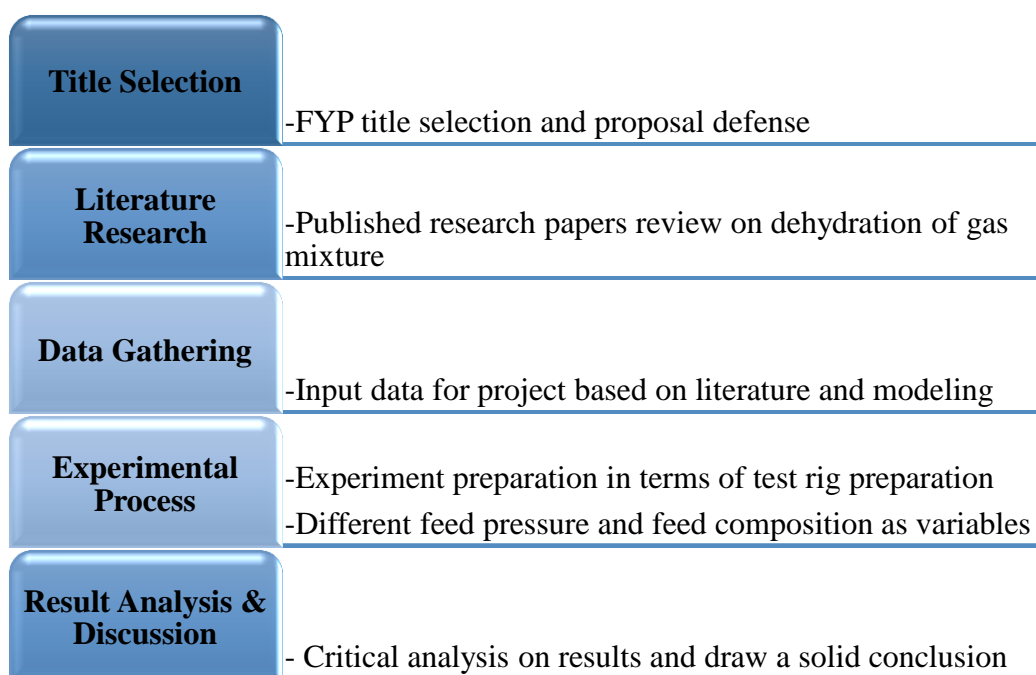 Title Selection
-FYP title selection and proposal defense
Literature
Research
-Published research papers review on dehydration of gas
mixture
Data Gathering
-Input data for project based on literature and modeling
Experimental
Process
-Experiment preparation in terms of test rig preparation
-Different feed pressure and feed composition as variables
Result Analysis &
Discussion
- Critical analysis on results and draw a solid conclusion